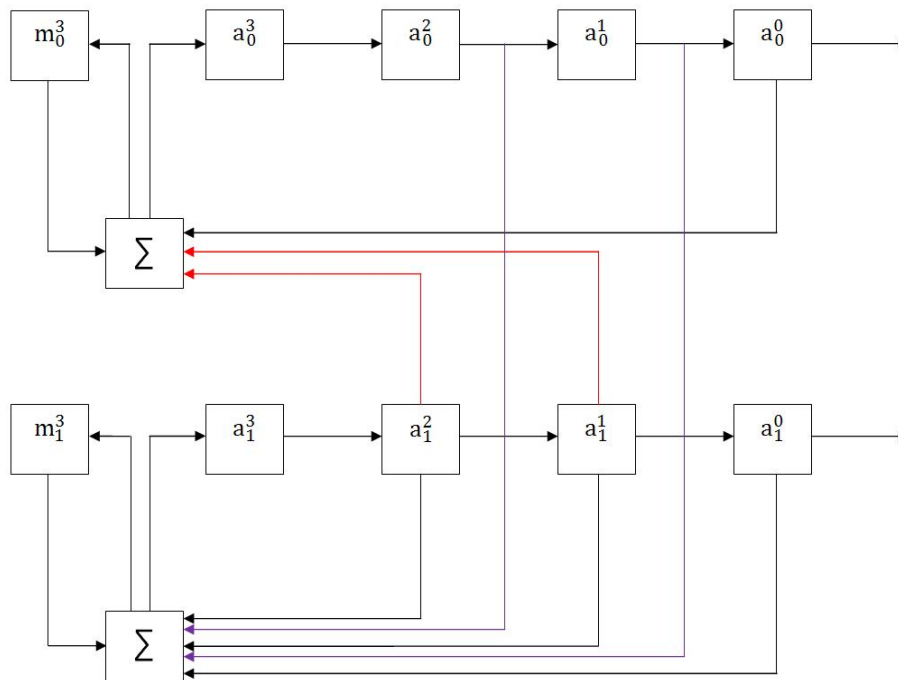 m₀³ a₀³ a₀² a₀¹ a₀⁰
∑
m₁³ a₁³ a₁² a₁¹ a₁⁰
∑